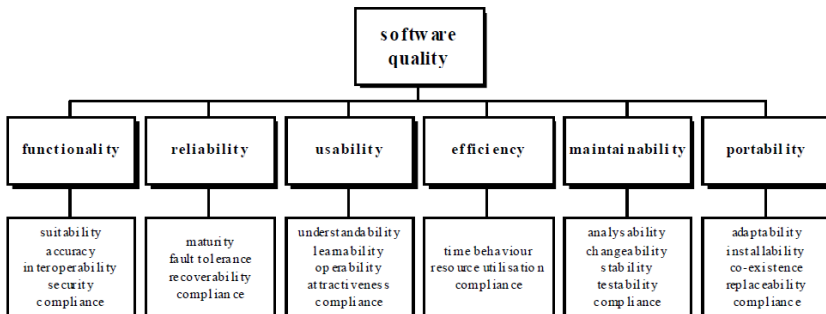 software
quality
functionality
reliability
usability
efficiency
maintainability
portability
suitability
accuracy
interoperability
security
compliance
maturity
fault tolerance
recoverability
compliance
understandability
learnability
operability
attractiveness
compliance
time behaviour
resource utilisation
compliance
analysability
changeability
stability
testability
compliance
adaptability
installability
co-existence
replaceability
compliance